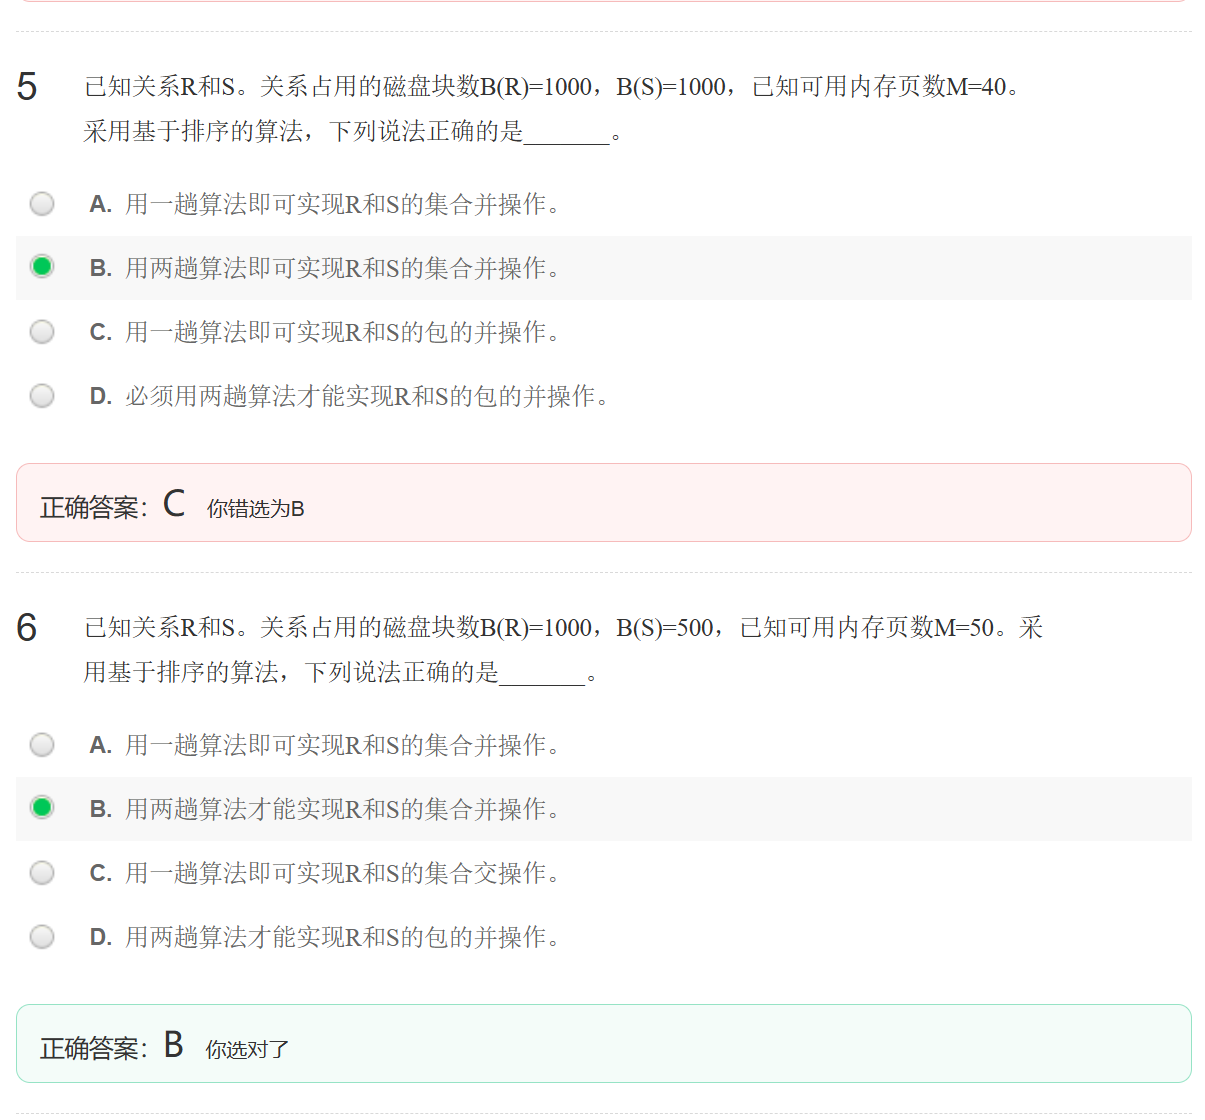 5
已知关系R和S。关系占用的磁盘块数B(R)=1000，B(S)=1000，已知可用内存页数M=40。
采用基于排序的算法，下列说法正确的是_______。
A. 用一趟算法即可实现R和S的集合并操作。
B. 用两趟算法即可实现R和S的集合并操作。
C. 用一趟算法即可实现R和S的包的并操作。
D. 必须用两趟算法才能实现R和S的包的并操作。
正确答案：C 你错选为B
6
已知关系R和S。关系占用的磁盘块数B(R)=1000，B(S)=500，已知可用内存页数M=50。采
用基于排序的算法，下列说法正确的是_______。
A. 用一趟算法即可实现R和S的集合并操作。
B. 用两趟算法才能实现R和S的集合并操作。
C. 用一趟算法即可实现R和S的集合交操作。
D. 用两趟算法才能实现R和S的包的并操作。
正确答案：B 你选对了